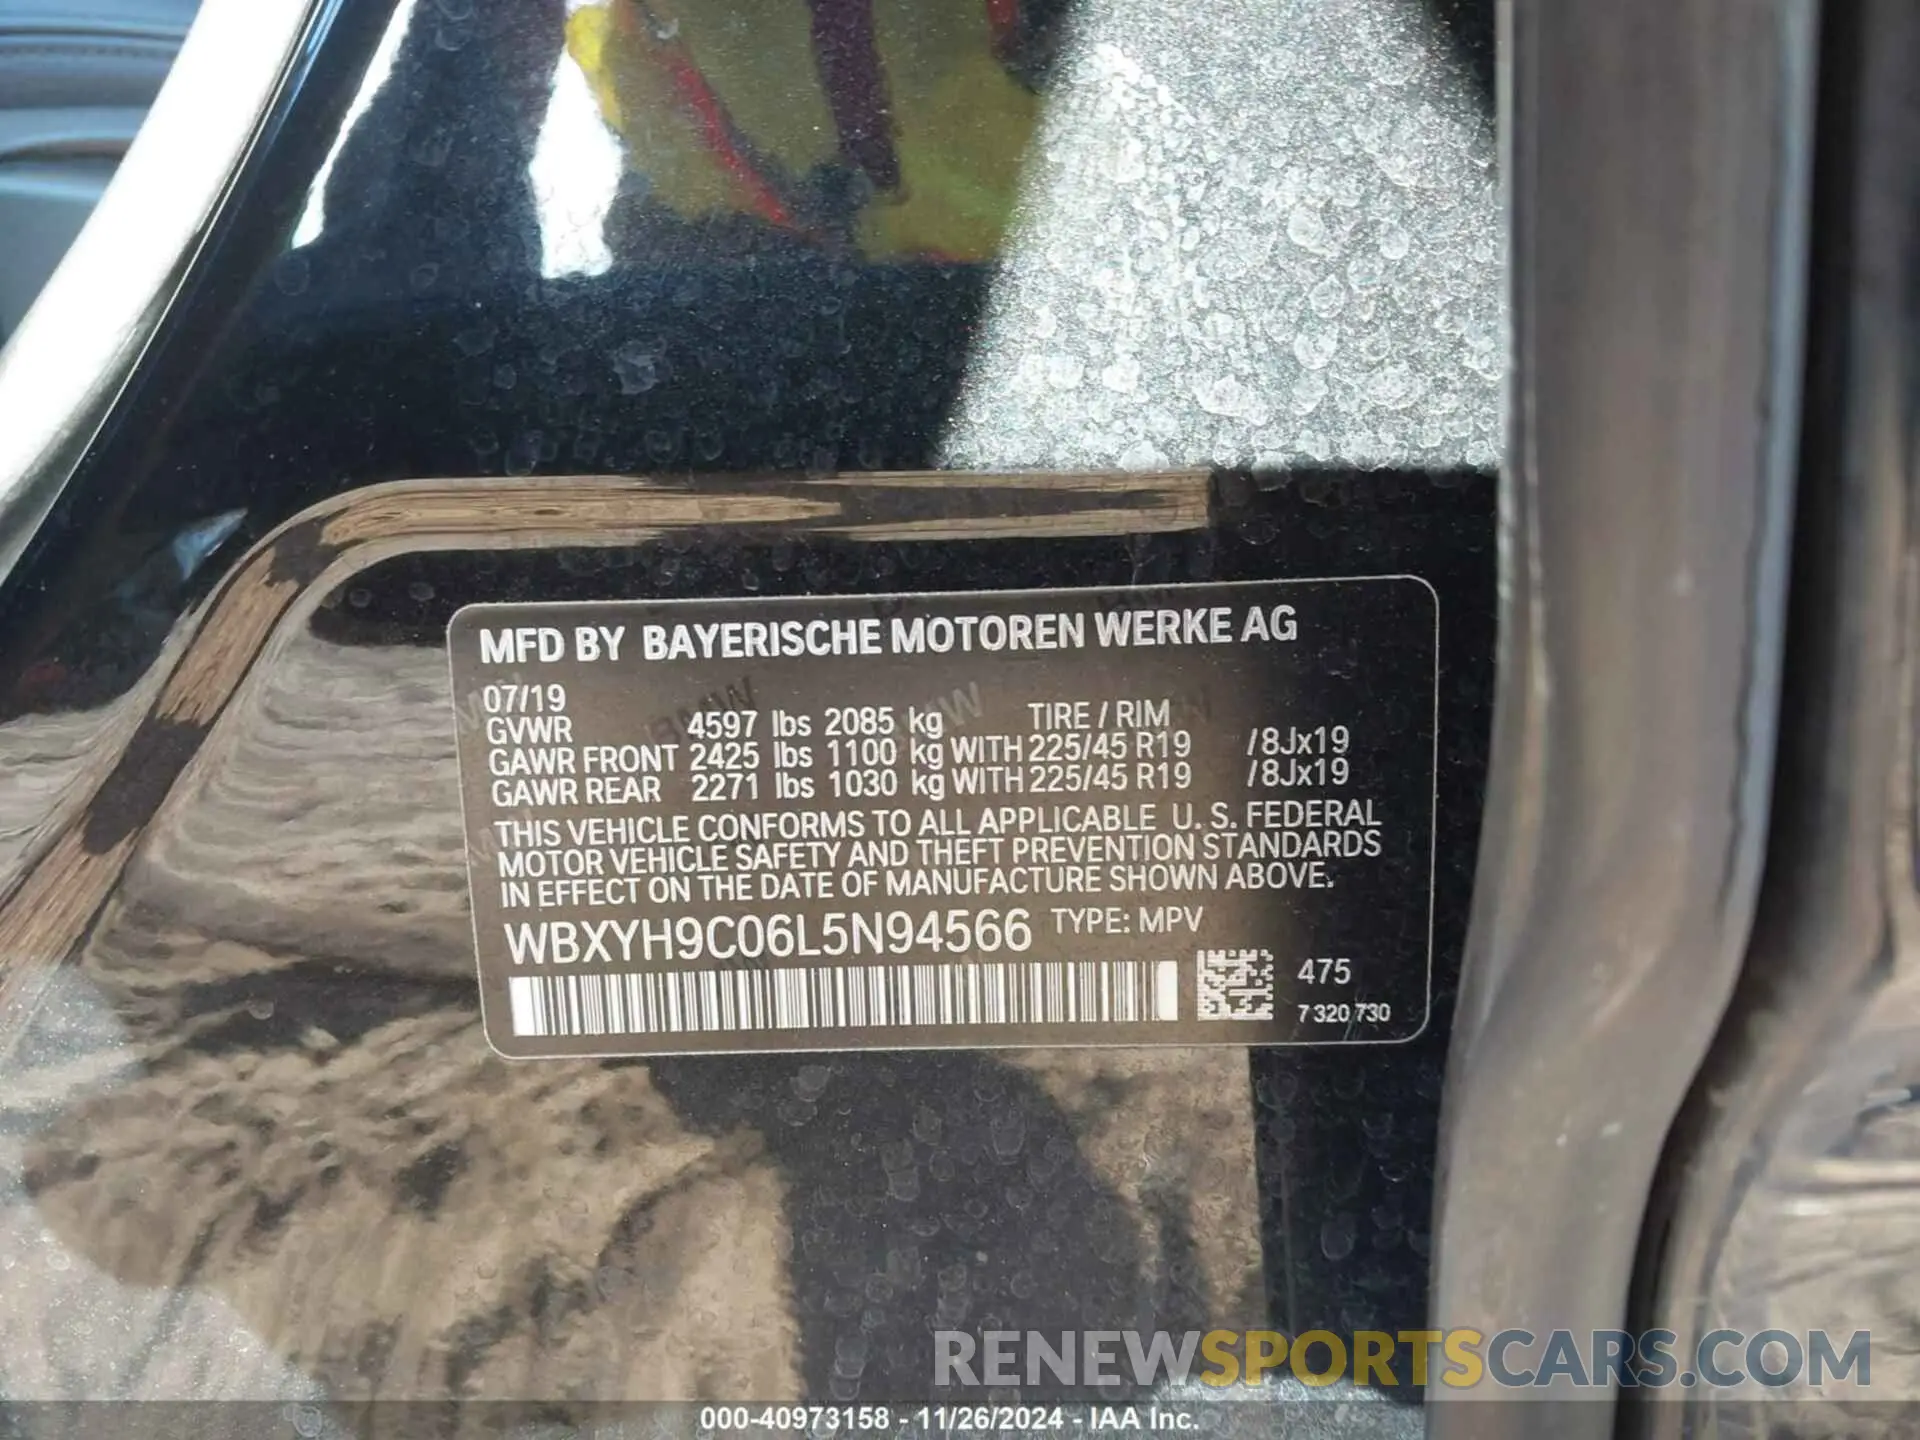 MFD BY BAYERISCHE MOTOREN WERKE AG
07/19
GVWR 4597 lbs 2085 kg TIRE / RIM
GAWR FRONT 2425 lbs 1100 kg WITH 225/45 R19 /8Jx19
GAWR REAR 2271 lbs 1030 kg WITH 225/45 R19 /8Jx19
THIS VEHICLE CONFORMS TO ALL APPLICABLE U. S. FEDERAL
MOTOR VEHICLE SAFETY AND THEFT PREVENTION STANDARDS
IN EFFECT ON THE DATE OF MANUFACTURE SHOWN ABOVE.
WBXYH9C06L5N94566 TYPE: MPV
475
7 320 730
RENEWSPORTSCARS.COM
000-40973158 - 11/26/2024 - IAA Inc.